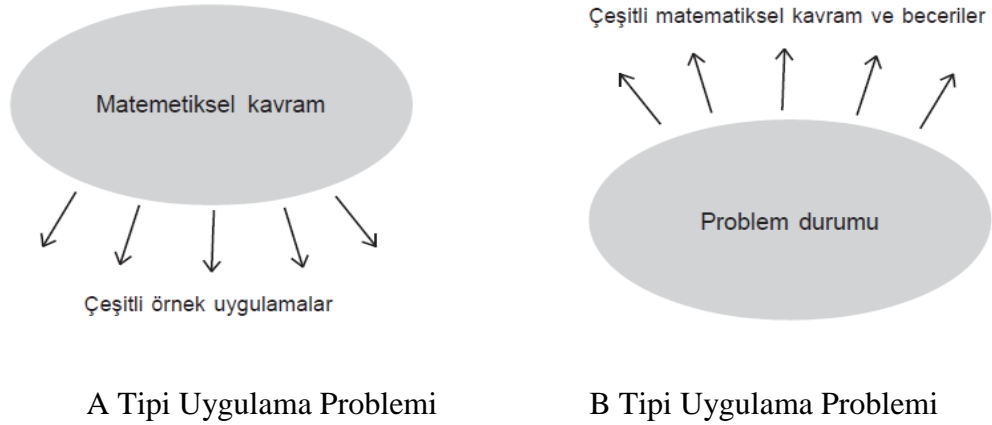 Çeşitli matematiksel kavram ve beceriler
Matemetiksel kavram
Problem durumu
Çeşitli örnek uygulamalar
A Tipi Uygulama Problemi
B Tipi Uygulama Problemi